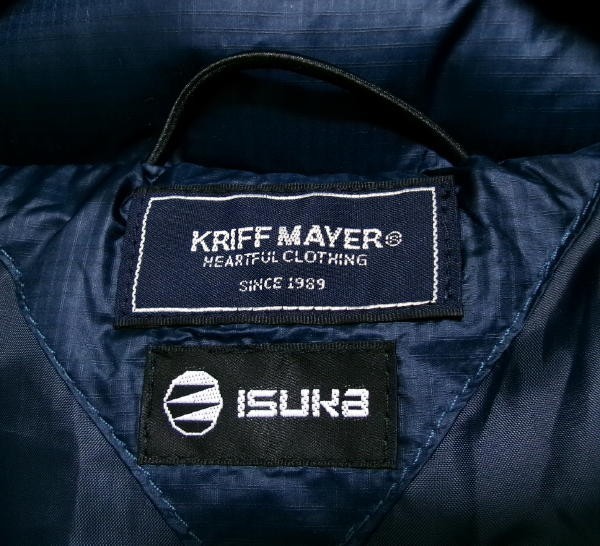 KRIFF MAYER®
HEARTFUL CLOTHING
SINCE 1989
ISUKA